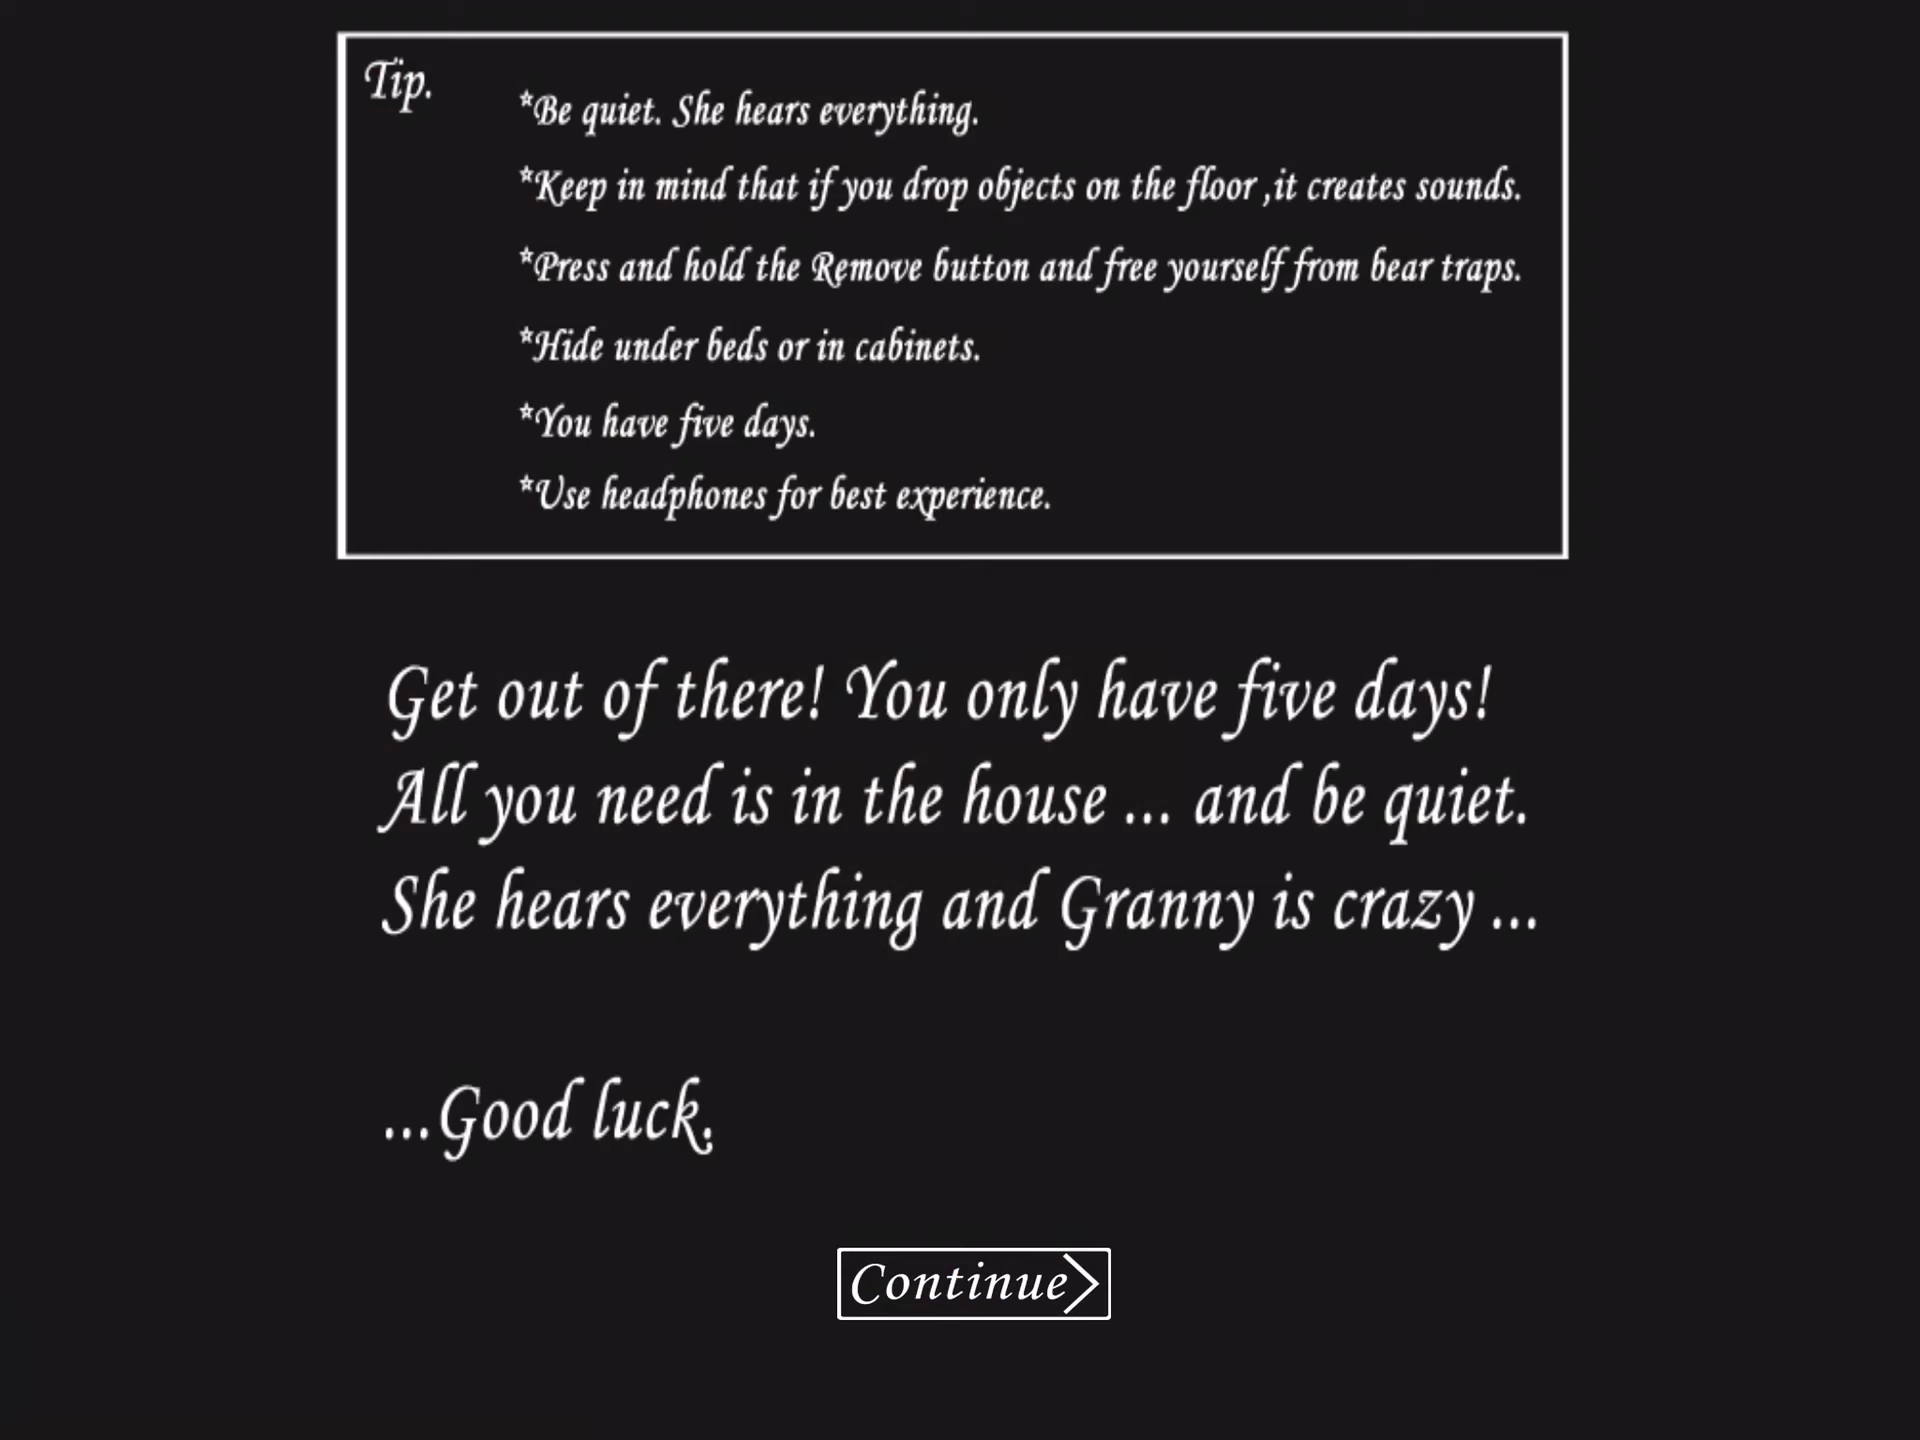 Tip.
*Be quiet. She hears everything.
*Keep in mind that if you drop objects on the floor ,it creates sounds.
*Press and hold the Remove button and free yourself from bear traps.
*Hide under beds or in cabinets.
*You have five days.
*Use headphones for best experience.
Get out of there! You only have five days!
All you need is in the house ... and be quiet.
She hears everything and Granny is crazy ...
...Good luck.
Continue>